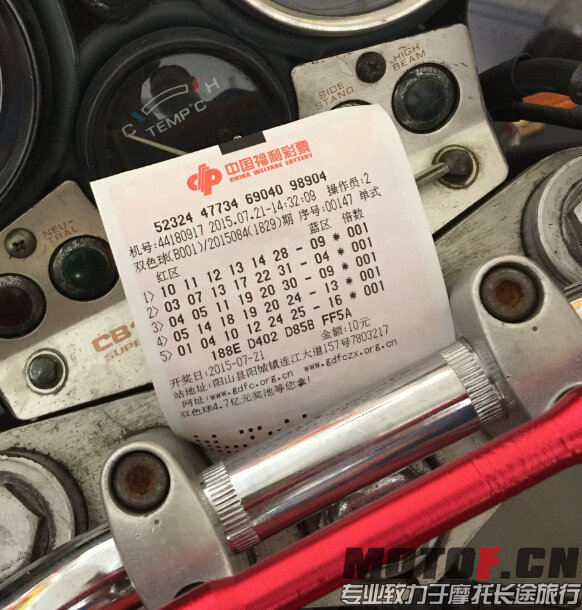 C H
TEMP°C
SIDE STAND
HIGH BEAM
NEU-TRAL
CB
SUPE
中国福利彩票
CHINA WELFARE LOTTERY
52324 47734 69040 98904
机号:44180917 2015.07.21-14:32:09 操作员:2
双色球(B001)/2015084(1829)期 序号:00147 单式
红区 蓝区 倍数
1) 10 11 12 13 14 28 - 09 * 001
2) 03 07 13 17 22 31 - 04 * 001
3) 04 05 11 19 20 30 - 09 * 001
4) 05 14 18 19 20 24 - 13 * 001
5) 01 04 10 12 24 25 - 16 * 001
188E D402 D85B FF5A
开奖日:2015-07-21 金额:10元
站址:阳山县阳城镇连江大道157号7803217
网址:www.gdfc.org.cn www.gdfczx.org.cn
双色球4.7亿元奖池等您拿!
MOTOF.CN
专业致力于摩托长途旅行